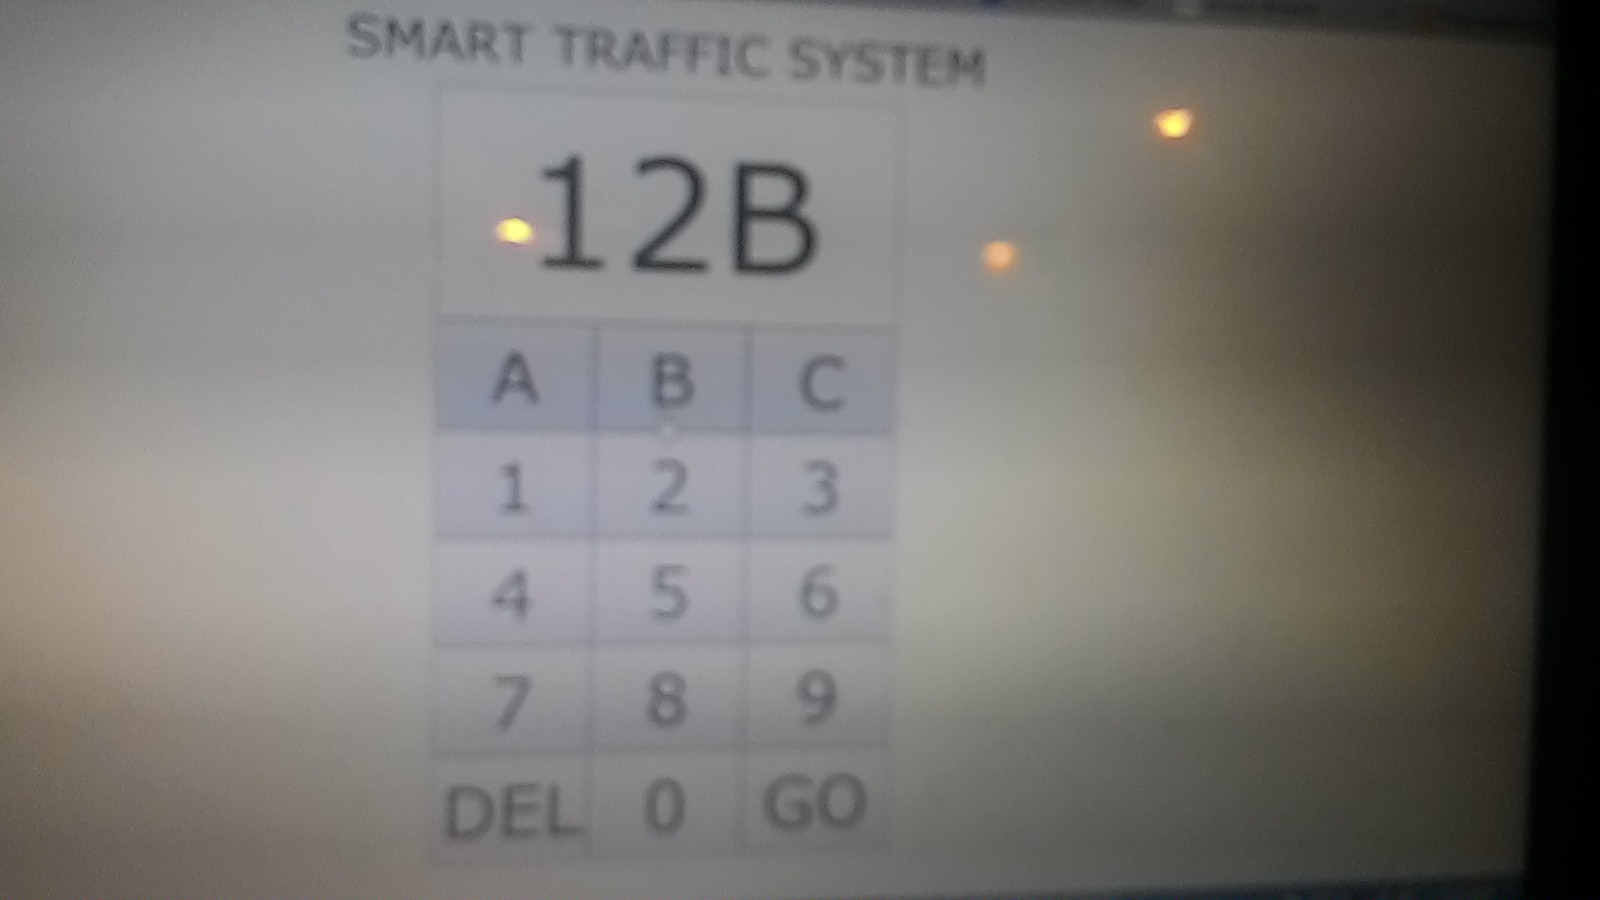 SMART TRAFFIC SYSTEM
12B
A B C
1 2 3
4 5 6
7 8 9
DEL 0 GO